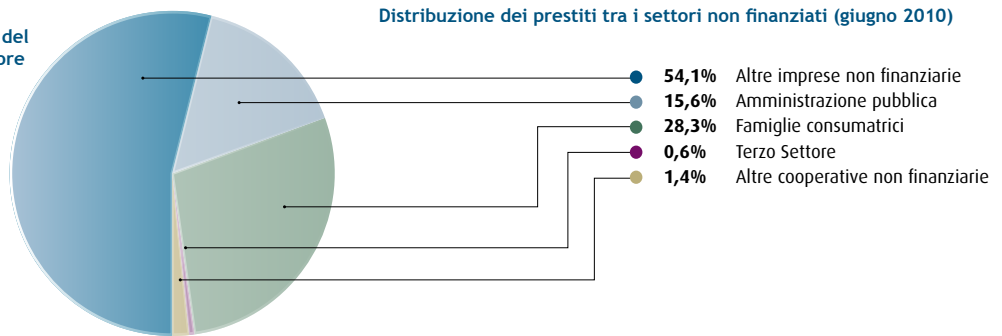 Distribuzione dei prestiti tra i settori non finanziati (giugno 2010)
del
ore
54,1% Altre imprese non finanziarie
15,6% Amministrazione pubblica
28,3% Famiglie consumatrici
0,6% Terzo Settore
1,4% Altre cooperative non finanziarie